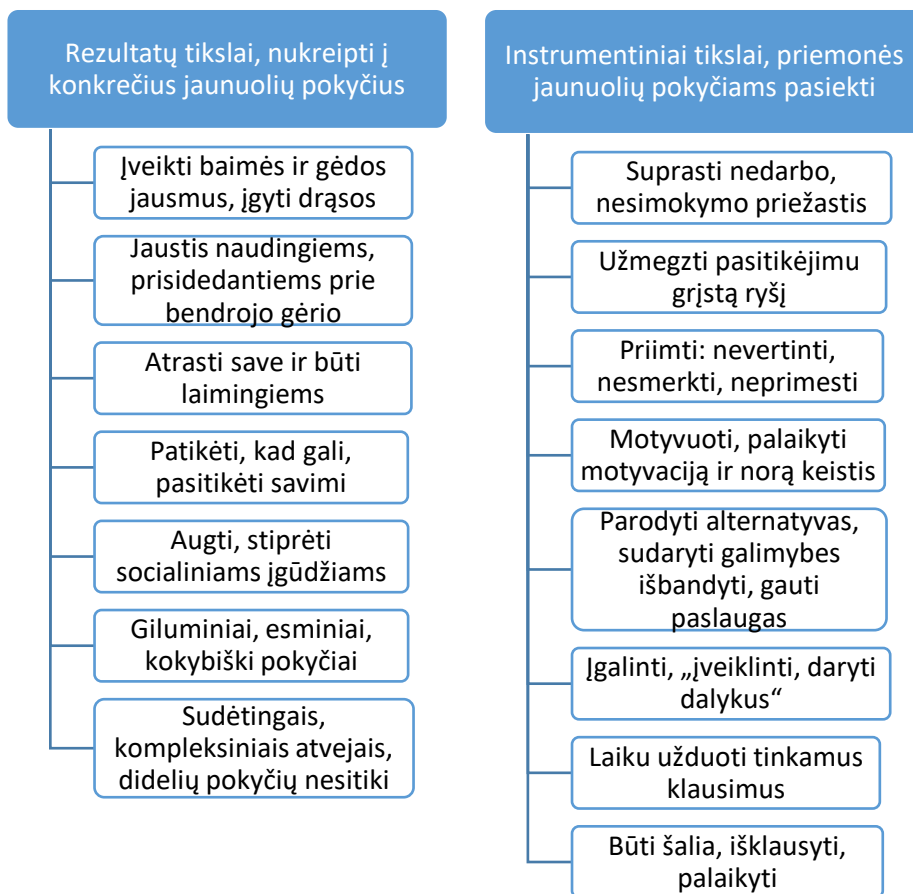 Rezultatų tikslai, nukreipti į
konkrečius jaunuolių pokyčius
Įveikti baimės ir gėdos
jausmus, įgyti drąsos
Jaustis naudingiems,
prisidedantiems prie
bendrojo gėrio
Atrasti save ir būti
laimingiems
Patikėti, kad gali,
pasitikėti savimi
Augti, stiprėti
socialiniams įgūdžiams
Giluminiai, esminiai,
kokybiški pokyčiai
Sudėtingais,
kompleksiniais atvejais,
didelių pokyčių nesitiki
Instrumentiniai tikslai, priemonės
jaunuolių pokyčiams pasiekti
Suprasti nedarbo,
nesimokymo priežastis
Užmegzti pasitikėjimu
grįstą ryšį
Priimti: nevertinti,
nesmerkti, neprimesti
Motyvuoti, palaikyti
motyvaciją ir norą keistis
Parodyti alternatyvas,
sudaryti galimybes
išbandyti, gauti
paslaugas
Įgalinti, „įveiklinti, daryti
dalykus“
Laiku užduoti tinkamus
klausimus
Būti šalia, išklausyti,
palaikyti